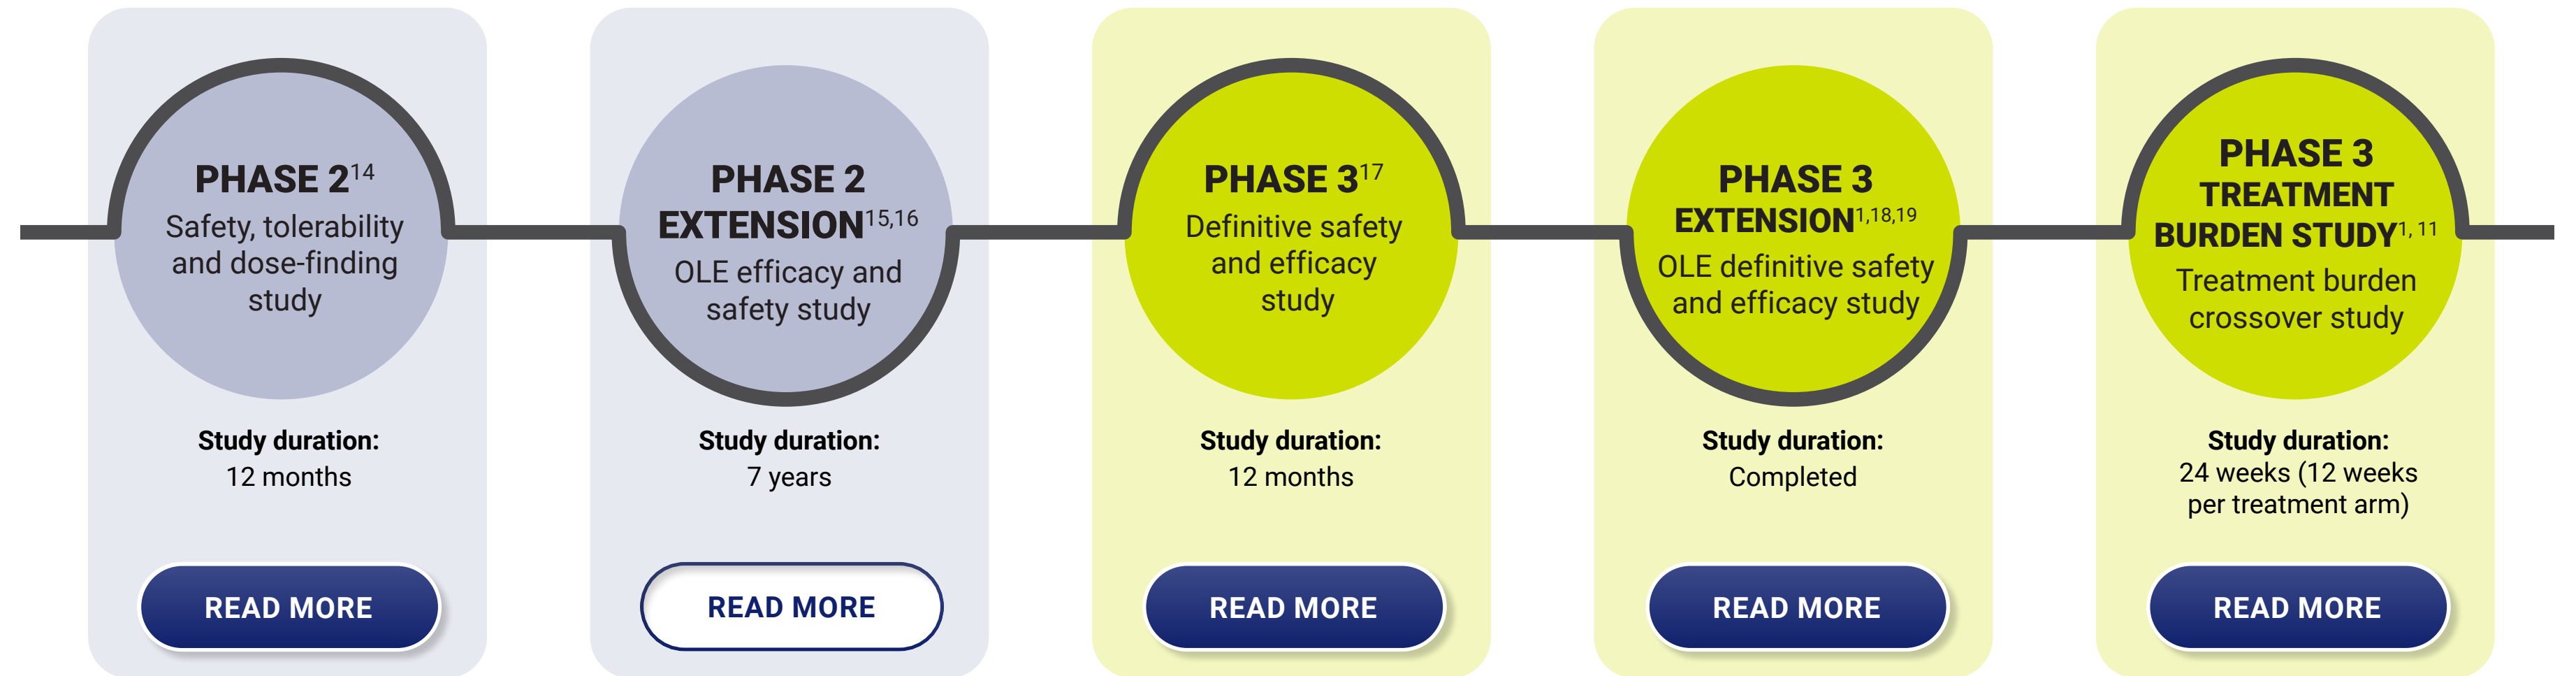 PHASE 2¹⁴
Safety, tolerability
and dose-finding
study
Study duration:
12 months
READ MORE
PHASE 2
EXTENSION¹⁵,¹⁶
OLE efficacy and
safety study
Study duration:
7 years
READ MORE
PHASE 3¹⁷
Definitive safety
and efficacy
study
Study duration:
12 months
READ MORE
PHASE 3
EXTENSION¹,¹⁸,¹⁹
OLE definitive safety
and efficacy study
Study duration:
Completed
READ MORE
PHASE 3
TREATMENT
BURDEN STUDY¹, ¹¹
Treatment burden
crossover study
Study duration:
24 weeks (12 weeks
per treatment arm)
READ MORE